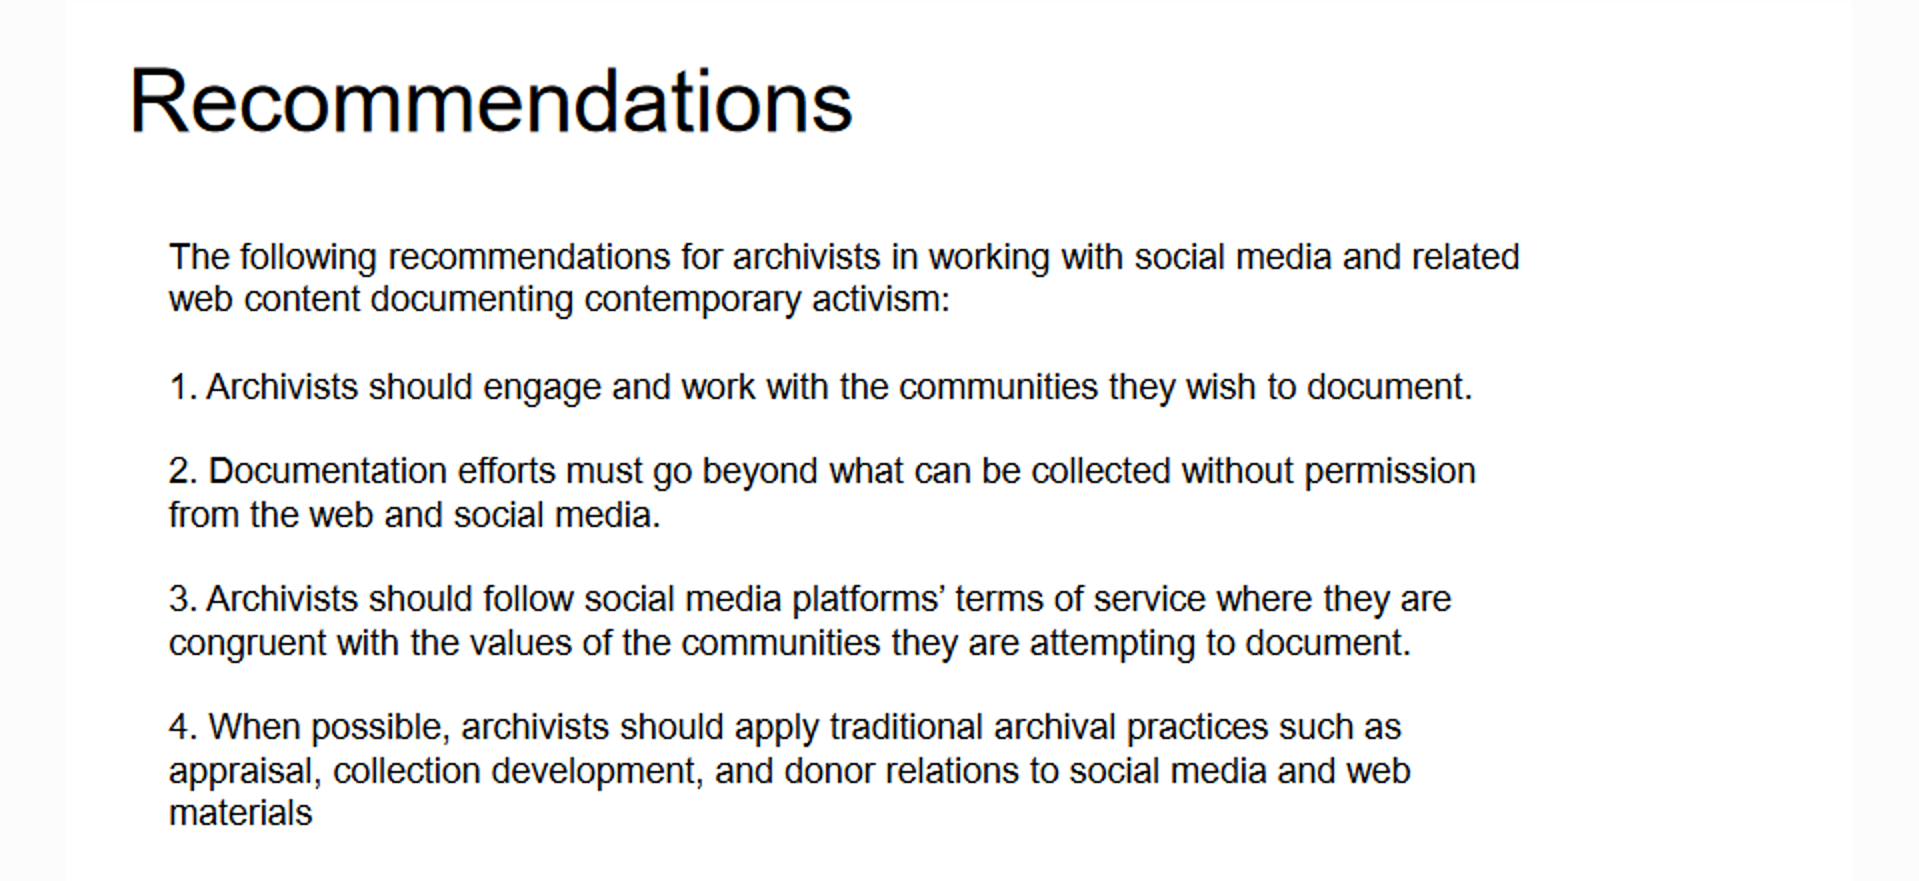 Recommendations
The following recommendations for archivists in working with social media and related
web content documenting contemporary activism:
1. Archivists should engage and work with the communities they wish to document.
2. Documentation efforts must go beyond what can be collected without permission
from the web and social media.
3. Archivists should follow social media platforms’ terms of service where they are
congruent with the values of the communities they are attempting to document.
4. When possible, archivists should apply traditional archival practices such as
appraisal, collection development, and donor relations to social media and web
materials